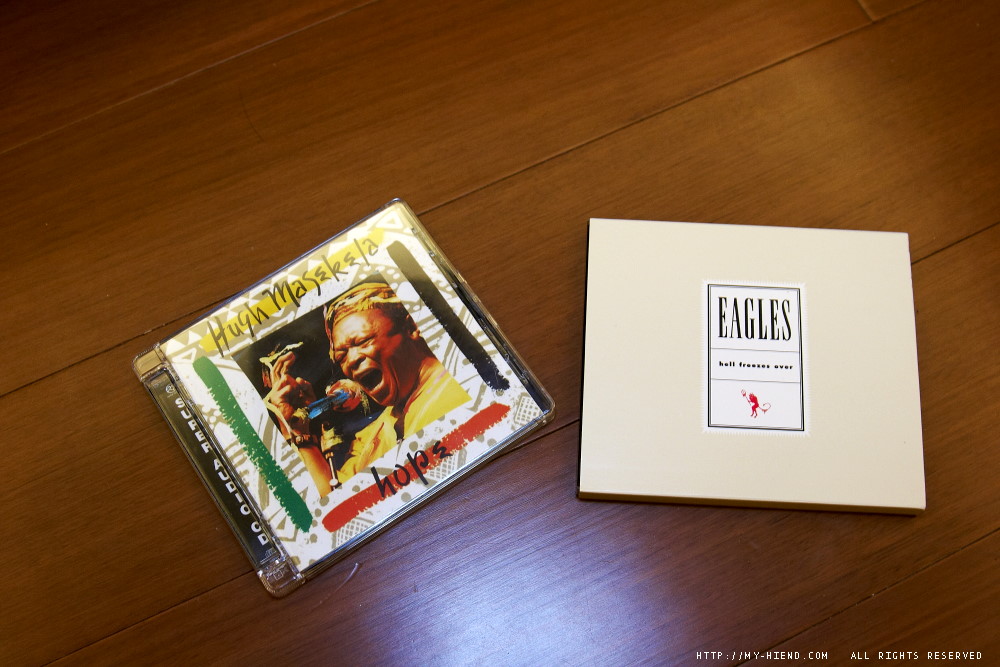 Hugh Masekela
hope
SUPER AUDIO CD
EAGLES
hell freezes over
HTTP://MY-HIEND.COM ALL RIGHTS RESERVED